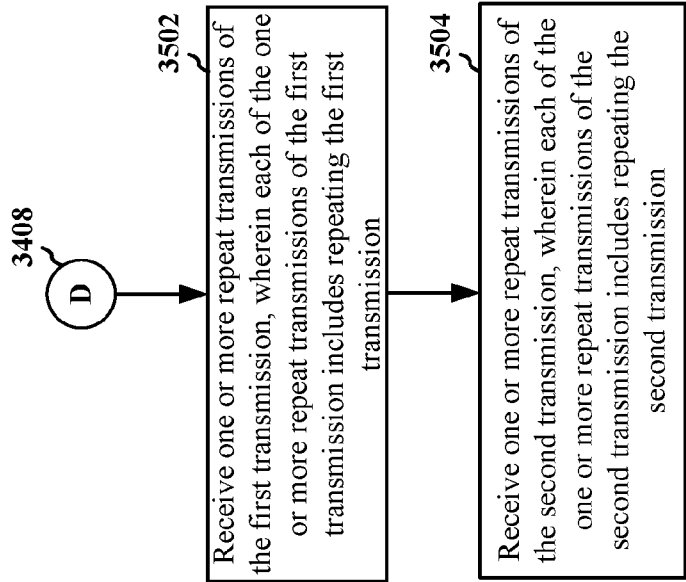 3408
D
3502
Receive one or more repeat transmissions of
the first transmission, wherein each of the one
or more repeat transmissions of the first
transmission includes repeating the first
transmission
3504
Receive one or more repeat transmissions of
the second transmission, wherein each of the
one or more repeat transmissions of the
second transmission includes repeating the
second transmission